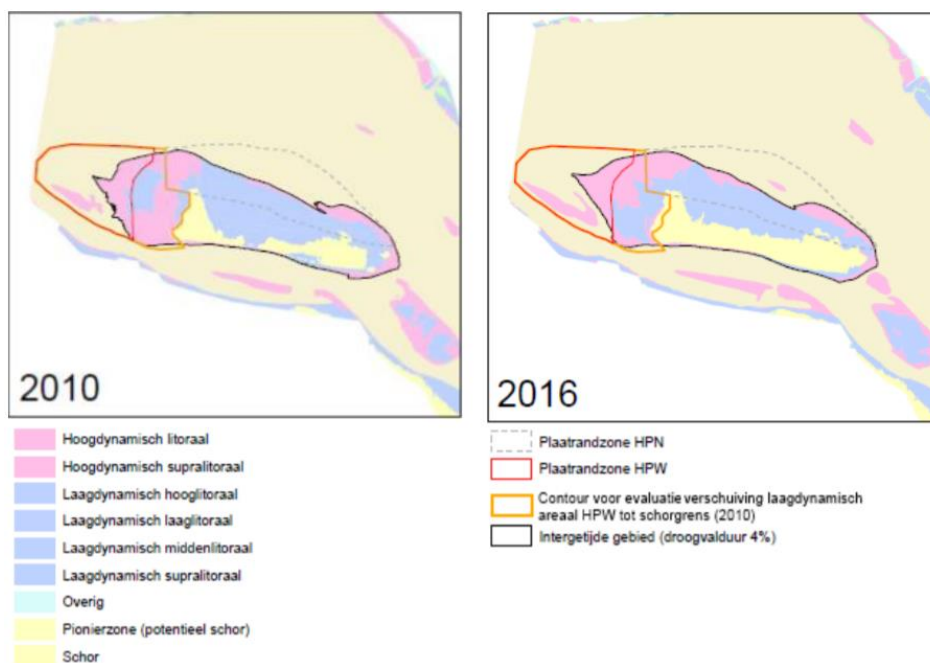 2010
2016
Hoogdynamisch litoraal
Hoogdynamisch supralitoraal
Laagdynamisch hooglitoraal
Laagdynamisch laaglitoraal
Laagdynamisch middenlitoraal
Laagdynamisch supralitoraal
Overig
Pionierzone (potentieel schor)
Schor
Plaatrandzone HPN
Plaatrandzone HPW
Contour voor evaluatie verschuiving laagdynamisch
areaal HPW tot schorgrens (2010)
Intergetijde gebied (droogvalduur 4%)